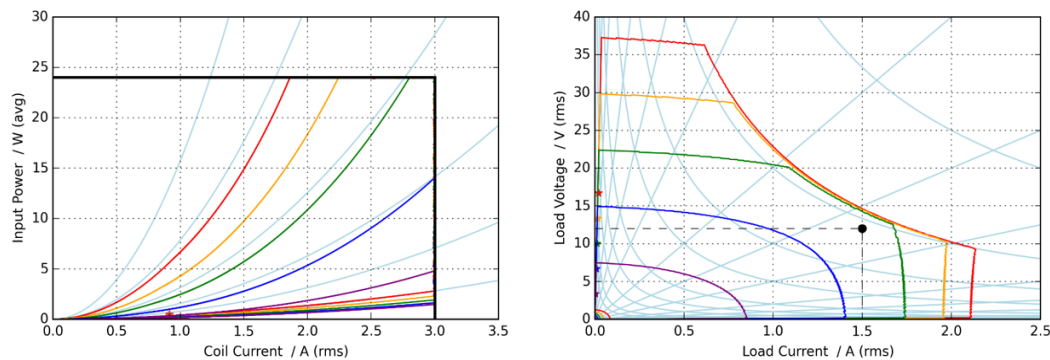 30
25
24
20
15
10
5
0
0.0 0.5 1.0 1.5 2.0 2.5 3.0 3.5
Input Power / W (avg)
Coil Current / A (rms)
40
35
30
25
20
15
10
5
0
0.0 0.5 1.0 1.5 2.0 2.5
Load Voltage / V (rms)
Load Current / A (rms)